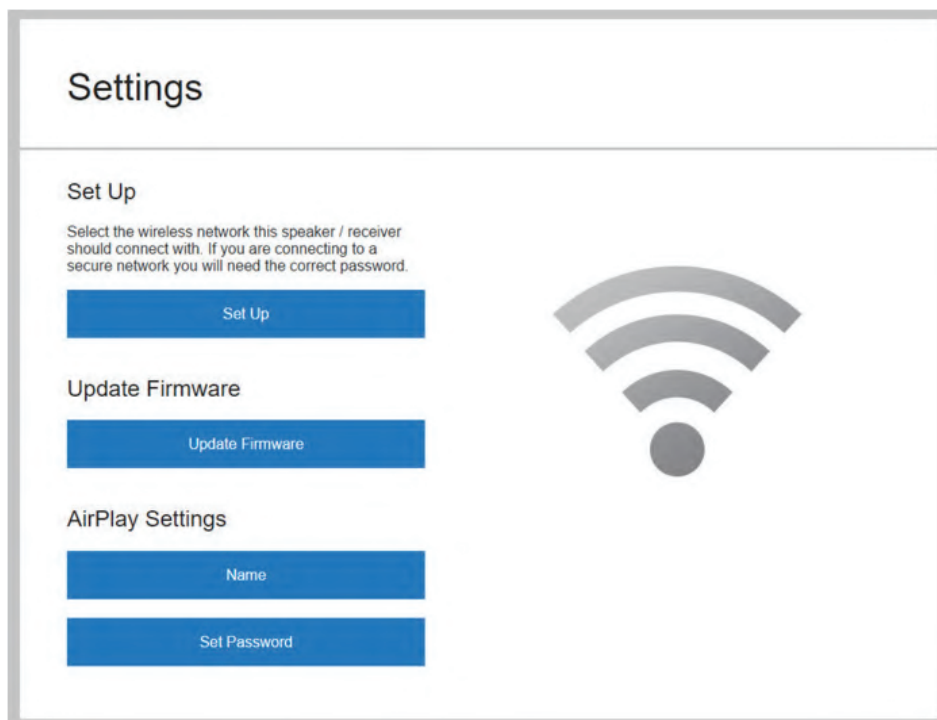 Settings
Set Up
Select the wireless network this speaker / receiver
should connect with. If you are connecting to a
secure network you will need the correct password.
Set Up
Update Firmware
Update Firmware
AirPlay Settings
Name
Set Password